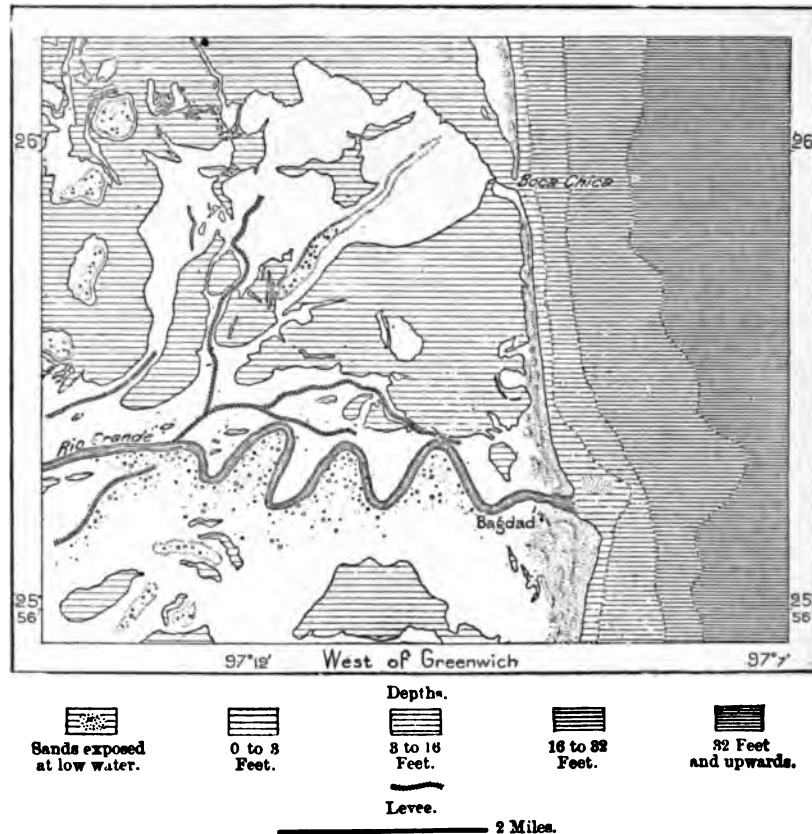 26
26
Boca Chica
Rio Grande
Bagdad
25
56
25
56
97°12'
West of Greenwich
97°7'
Depths.
Sands exposed
at low water.
0 to 3
Feet.
3 to 16
Feet.
16 to 32
Feet.
32 Feet
and upwards.
Levee.
2 Miles.